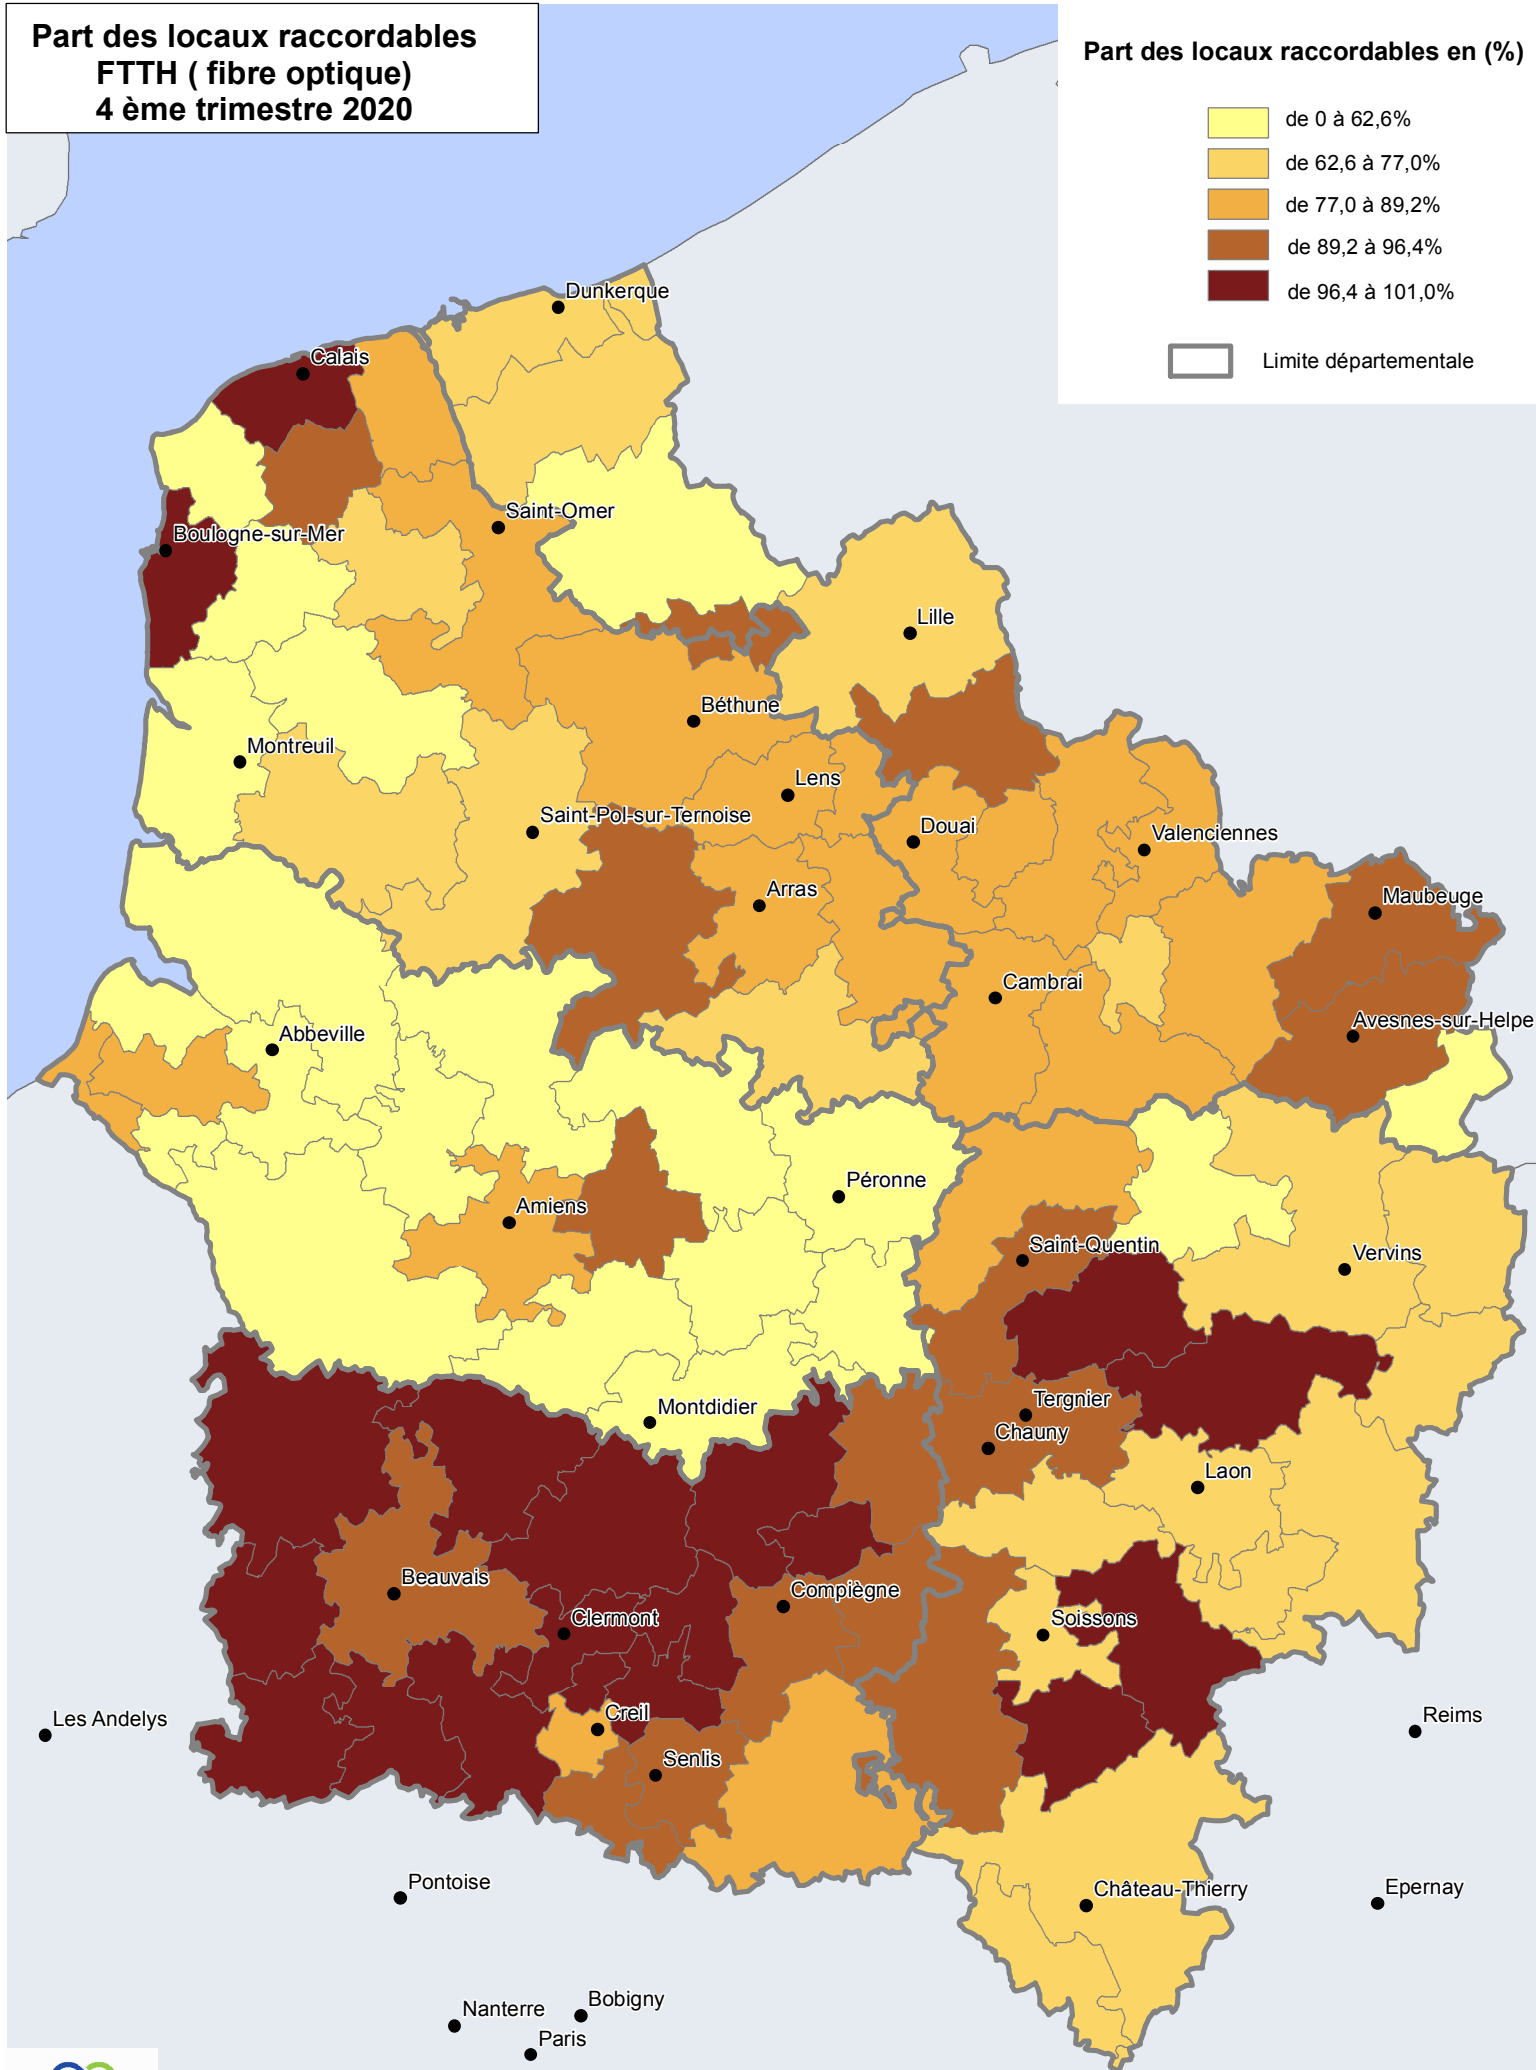 Part des locaux raccordables
FTTH ( fibre optique)
4 ème trimestre 2020
Part des locaux raccordables en (%)
de 0 à 62,6%
de 62,6 à 77,0%
de 77,0 à 89,2%
de 89,2 à 96,4%
de 96,4 à 101,0%
Limite départementale
Dunkerque
Calais
Saint-Omer
Boulogne-sur-Mer
Lille
Béthune
Montreuil
Lens
Saint-Pol-sur-Ternoise
Douai
Valenciennes
Arras
Maubeuge
Cambrai
Avesnes-sur-Helpe
Abbeville
Péronne
Amiens
Saint-Quentin
Vervins
Montdidier
Tergnier
Chauny
Laon
Beauvais
Compiègne
Clermont
Soissons
Les Andelys
Creil
Reims
Senlis
Pontoise
Château-Thierry
Epernay
Nanterre
Bobigny
Paris